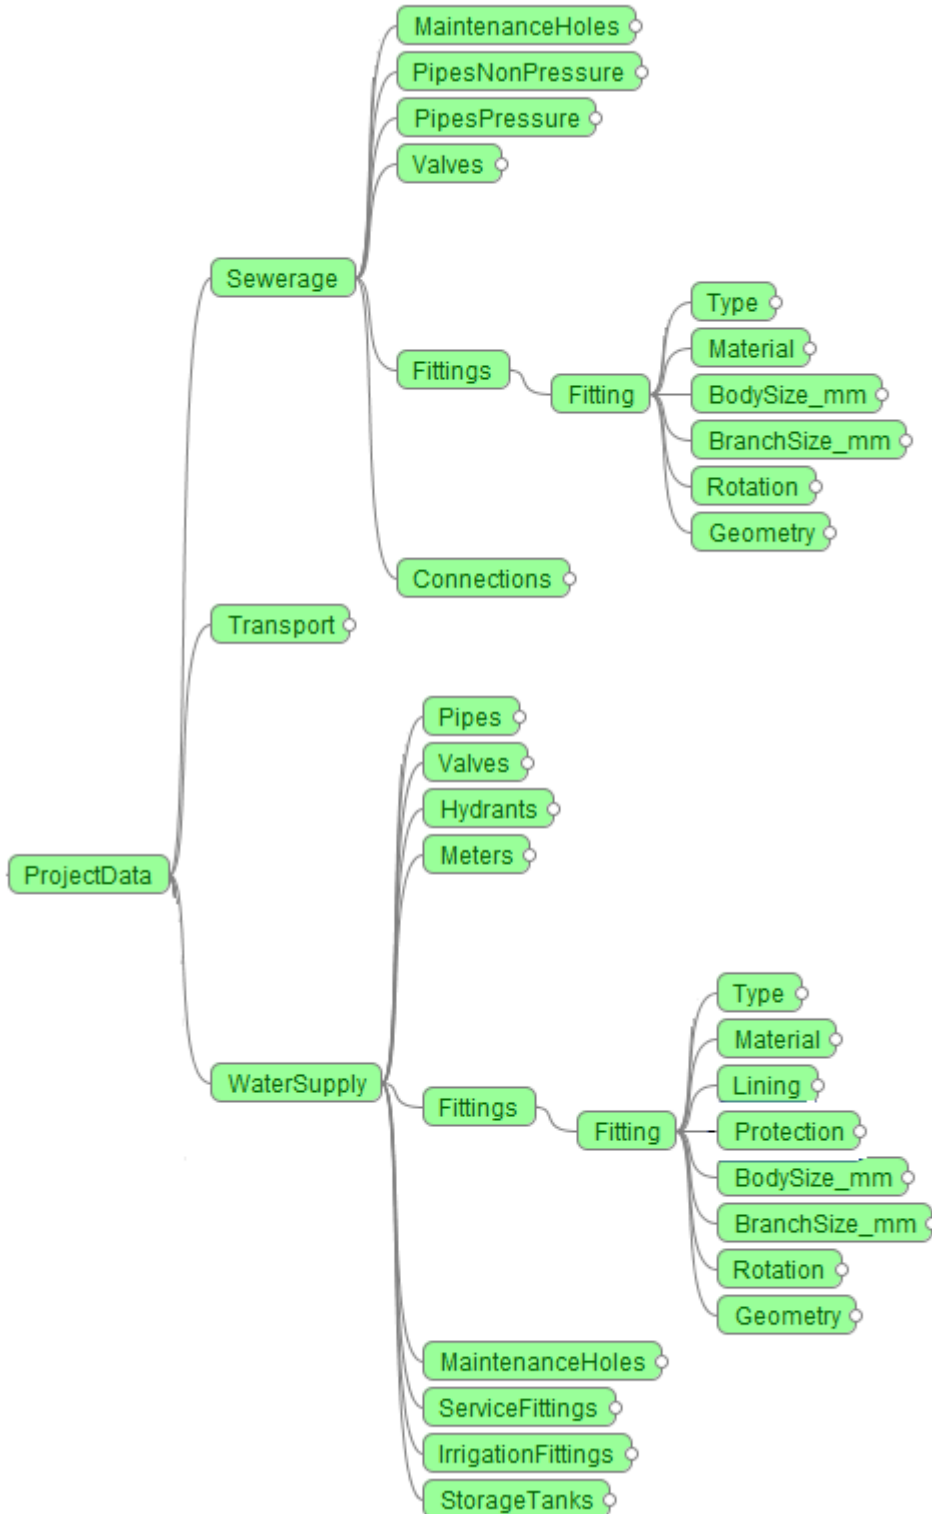 MaintenanceHoles
PipesNonPressure
PipesPressure
Valves
Sewerage
Type
Material
Fittings
Fitting
BodySize_mm
BranchSize_mm
Rotation
Geometry
Connections
Transport
Pipes
Valves
Hydrants
Meters
ProjectData
Type
Material
WaterSupply
Lining
Fittings
Fitting
Protection
BodySize_mm
BranchSize_mm
Rotation
Geometry
MaintenanceHoles
ServiceFittings
IrrigationFittings
StorageTanks